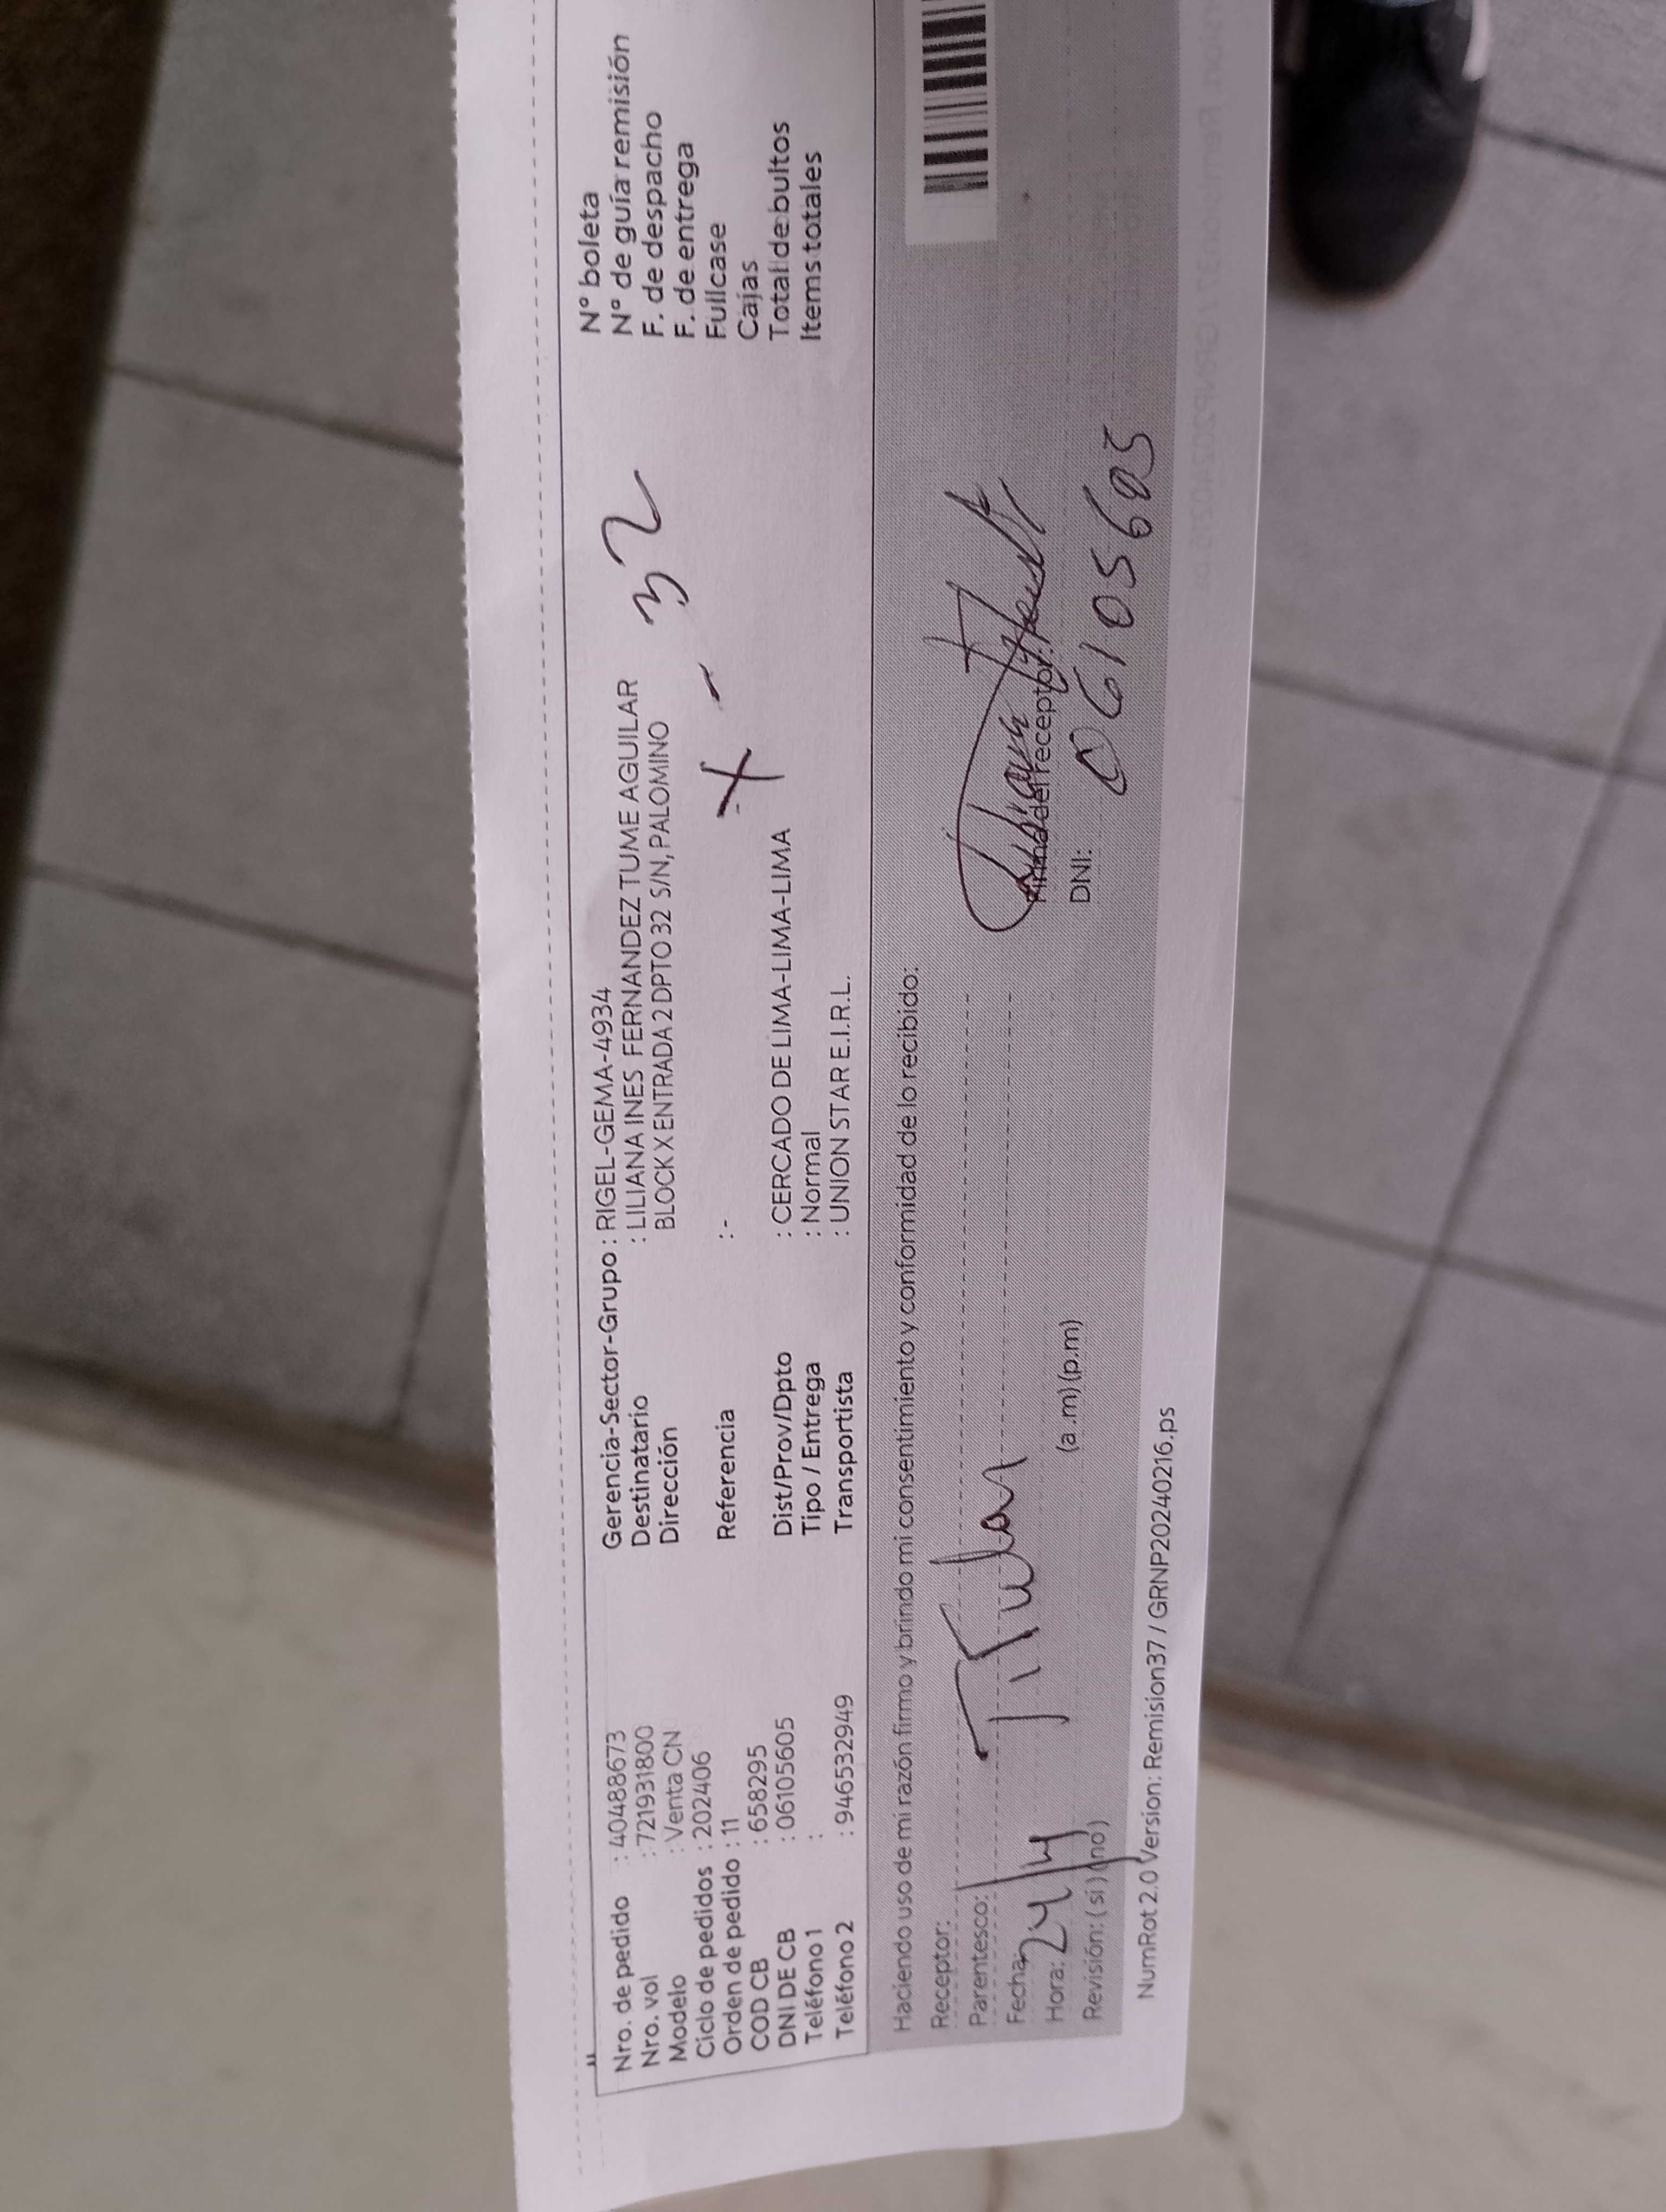 Nro. de pedido : 40488673
Nro. vol : 721931800
Modelo : Venta CN
Ciclo de pedidos : 202406
Orden de pedido : 11
COD CB : 658295
DNI DE CB : 06105605
Teléfono 1 :
Teléfono 2 : 946532949
Gerencia-Sector-Grupo : RIGEL-GEMA-4934
Destinatario : LILIANA INES FERNANDEZ TUME AGUILAR
Dirección BLOCK X ENTRADA 2 DPTO 32 S/N, PALOMINO
Referencia : -
Dist/Prov/Dpto : CERCADO DE LIMA-LIMA-LIMA
Tipo / Entrega : Normal
Transportista : UNION STAR E.I.R.L.
X - 32
N° boleta
N° de guía remisión
F. de despacho
F. de entrega
Fullcase
Cajas
Total de bultos
Items totales
Haciendo uso de mi razón firmo y brindo mi consentimiento y conformidad de lo recibido:
Receptor:
Parentesco: Titular
Fecha: 24/4
Hora: (a.m) (p.m)
Revisión: (si) (no)
Firma del receptor
DNI: 06105605
NumRot 2.0 Version: Remision37 / GRNP20240216.ps